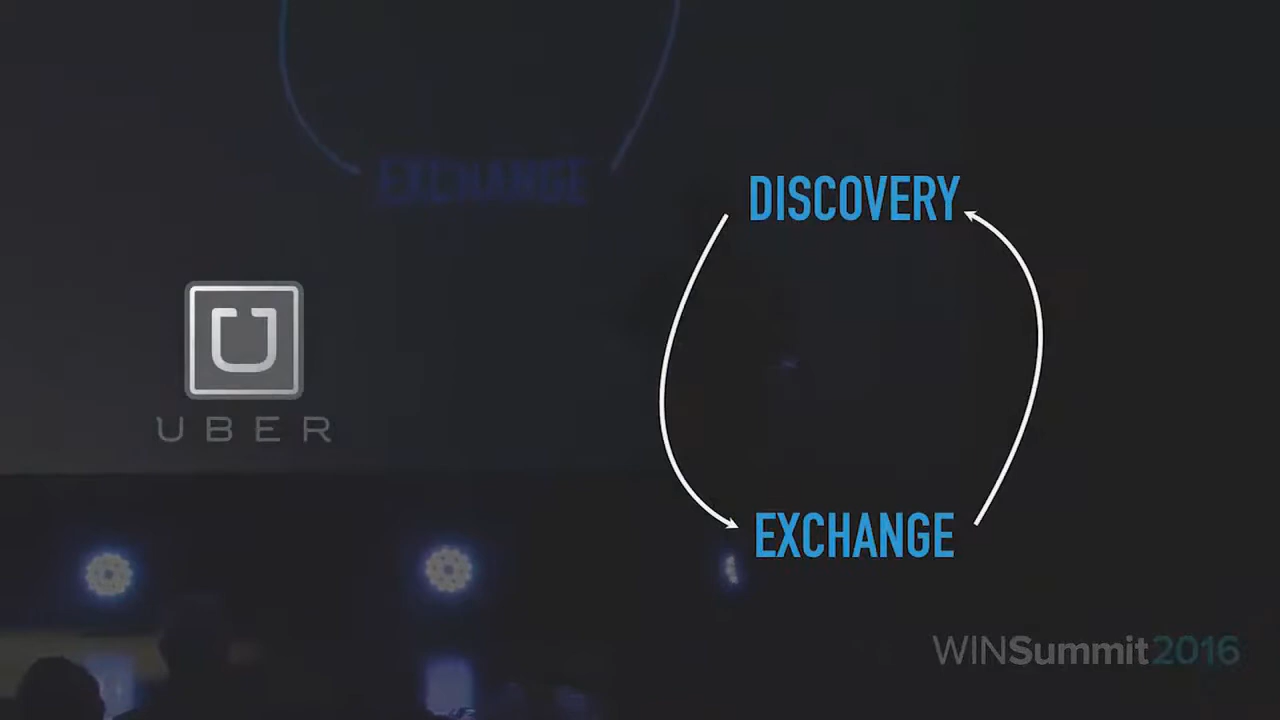 EXCHANGE
DISCOVERY
UBER
EXCHANGE
WINSummit2016